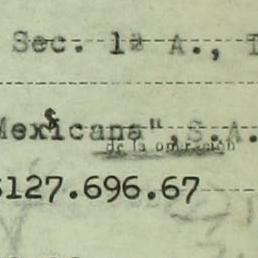 Sec. 1ª A.,
Mexicana", S.A.
de la operación
$127.696.67